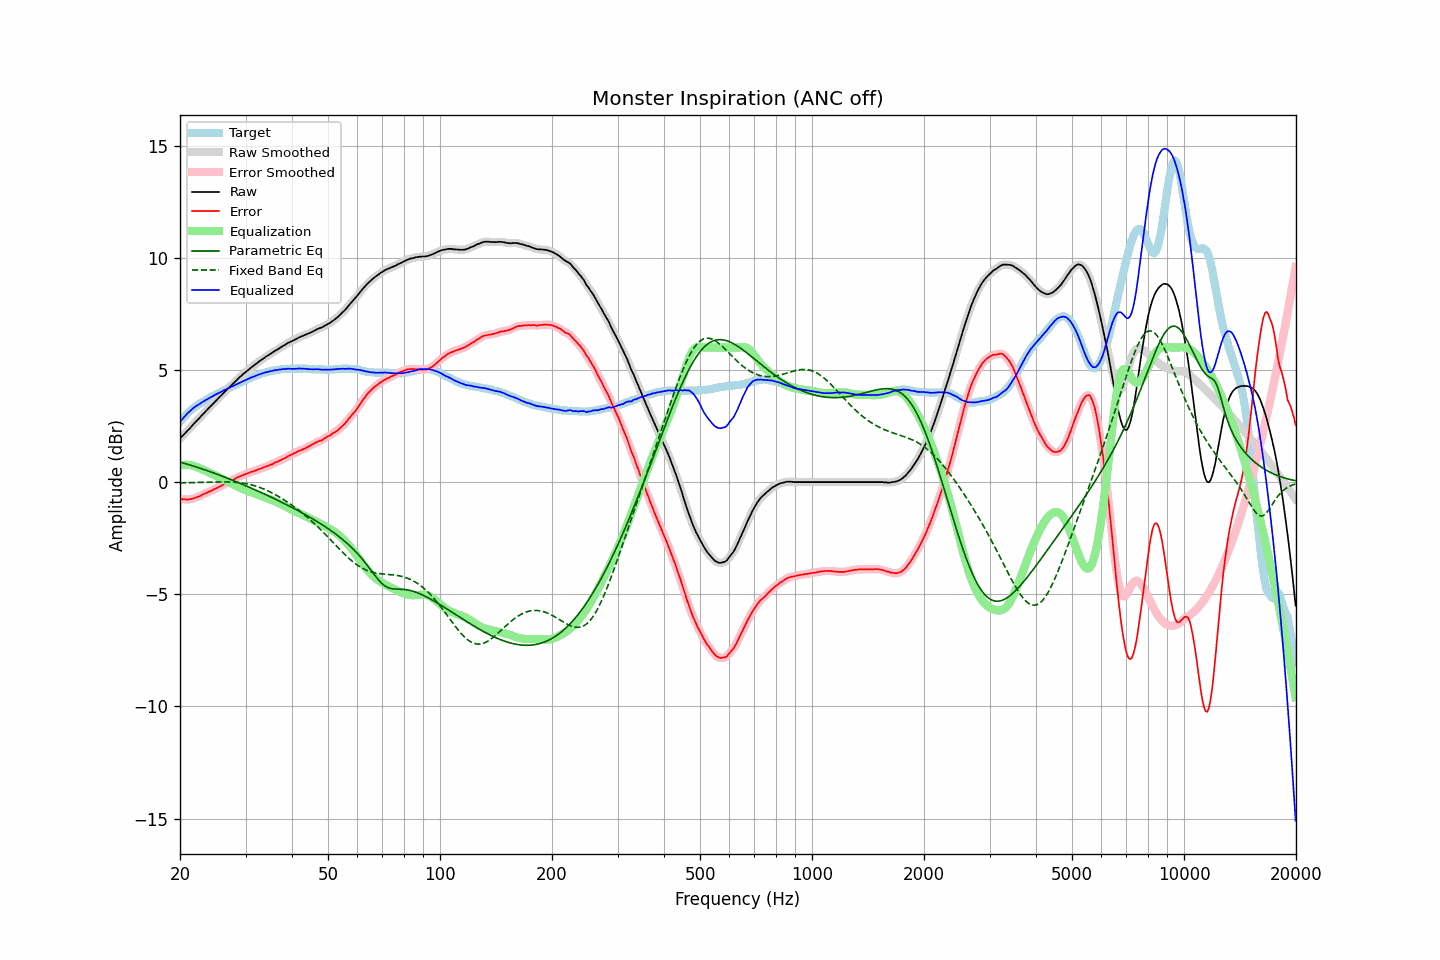 Monster Inspiration (ANC off)
Target
Raw Smoothed
Error Smoothed
Raw
Error
Equalization
Parametric Eq
Fixed Band Eq
Equalized
Amplitude (dBr)
15
10
5
0
−5
−10
−15
20 50 100 200 500 1000 2000 5000 10000 20000
Frequency (Hz)